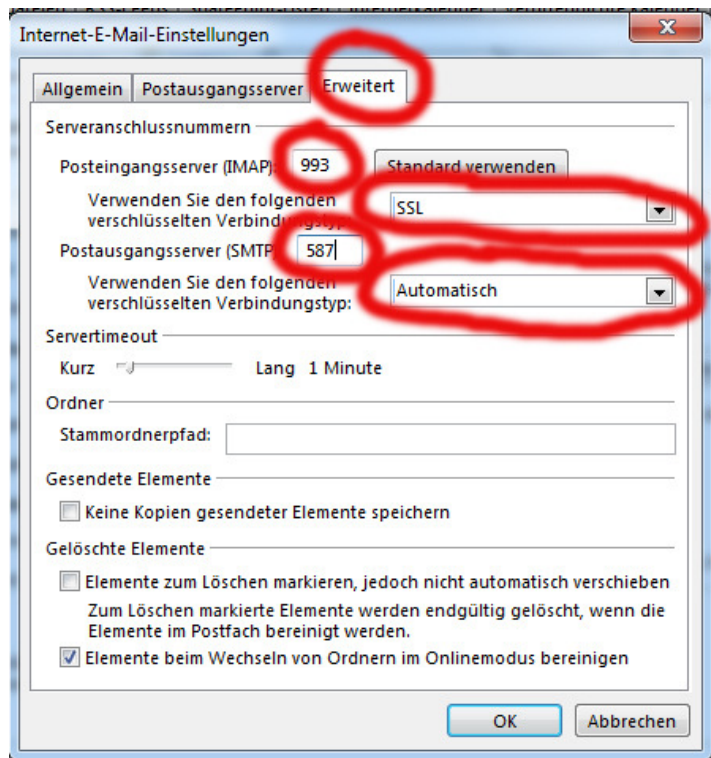 Internet-E-Mail-Einstellungen
Allgemein Postausgangsserver Erweitert
Serveranschlussnummern
Posteingangsserver (IMAP): 993 Standard verwenden
Verwenden Sie den folgenden
verschlüsselten Verbindungstyp: SSL
Postausgangsserver (SMTP 587
Verwenden Sie den folgenden
verschlüsselten Verbindungstyp: Automatisch
Servertimeout
Kurz Lang 1 Minute
Ordner
Stammordnerpfad:
Gesendete Elemente
Keine Kopien gesendeter Elemente speichern
Gelöschte Elemente
Elemente zum Löschen markieren, jedoch nicht automatisch verschieben
Zum Löschen markierte Elemente werden endgültig gelöscht, wenn die
Elemente im Postfach bereinigt werden.
Elemente beim Wechseln von Ordnern im Onlinemodus bereinigen
OK Abbrechen